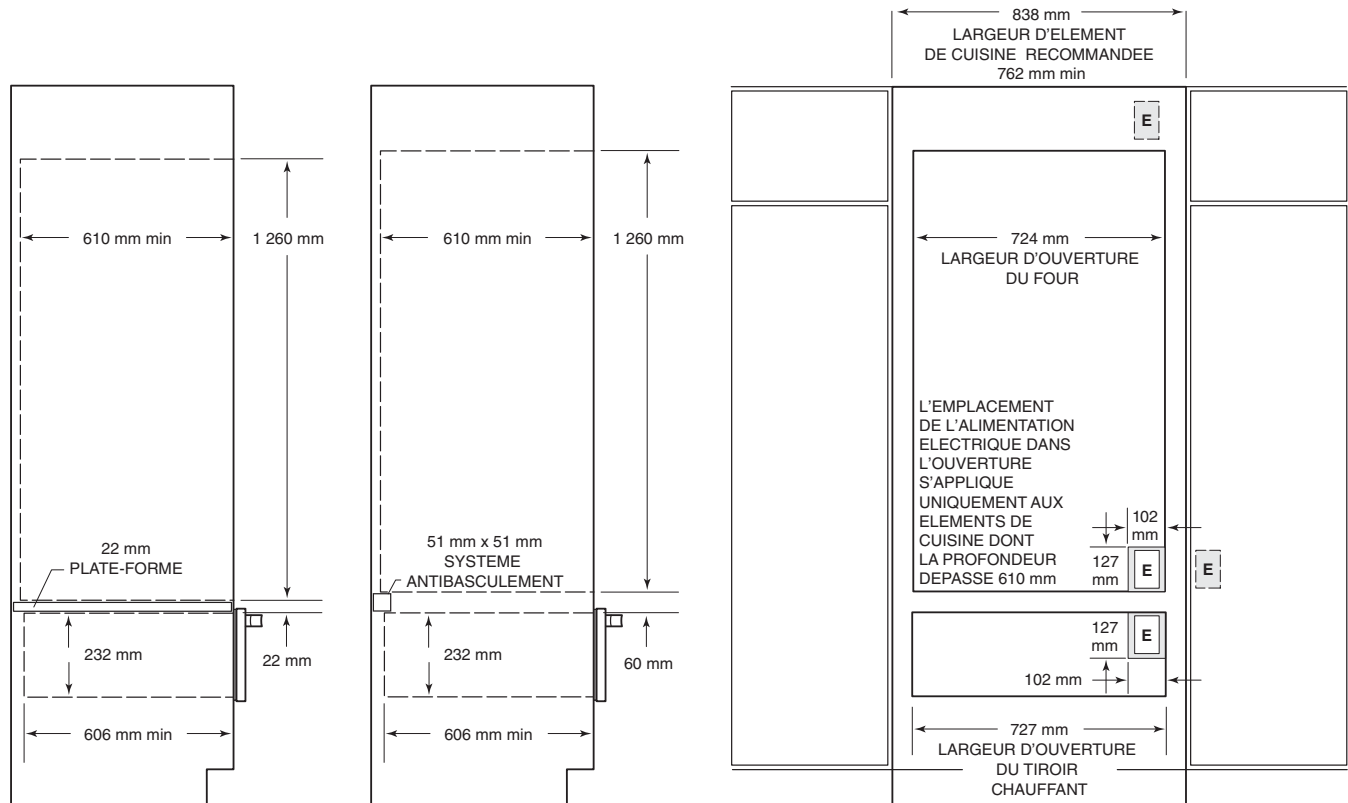 610 mm min
1 260 mm
22 mm
PLATE-FORME
232 mm
22 mm
606 mm min
610 mm min
1 260 mm
51 mm x 51 mm
SYSTEME
ANTIBASCULEMENT
232 mm
60 mm
606 mm min
838 mm
LARGEUR D'ELEMENT
DE CUISINE RECOMMANDEE
762 mm min
E
724 mm
LARGEUR D'OUVERTURE
DU FOUR
L'EMPLACEMENT
DE L'ALIMENTATION
ELECTRIQUE DANS
L'OUVERTURE
S'APPLIQUE
UNIQUEMENT AUX
ELEMENTS DE
CUISINE DONT
LA PROFONDEUR
DEPASSE 610 mm
102
mm
127
mm
E
E
127
mm
E
102 mm
727 mm
LARGEUR D'OUVERTURE
DU TIROIR
CHAUFFANT